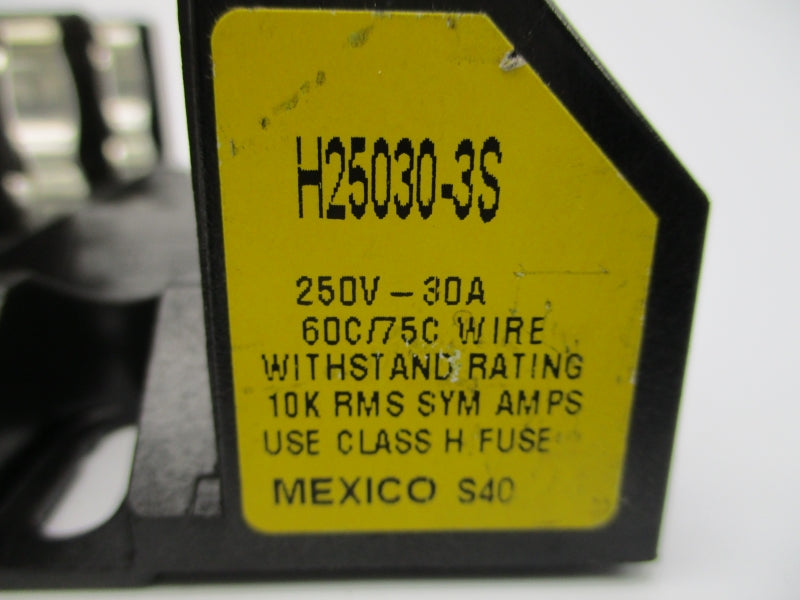 H25030-3S
250V - 30A
60C/75C WIRE
WITHSTAND RATING
10K RMS SYM AMPS
USE CLASS H FUSE
MEXICO S40